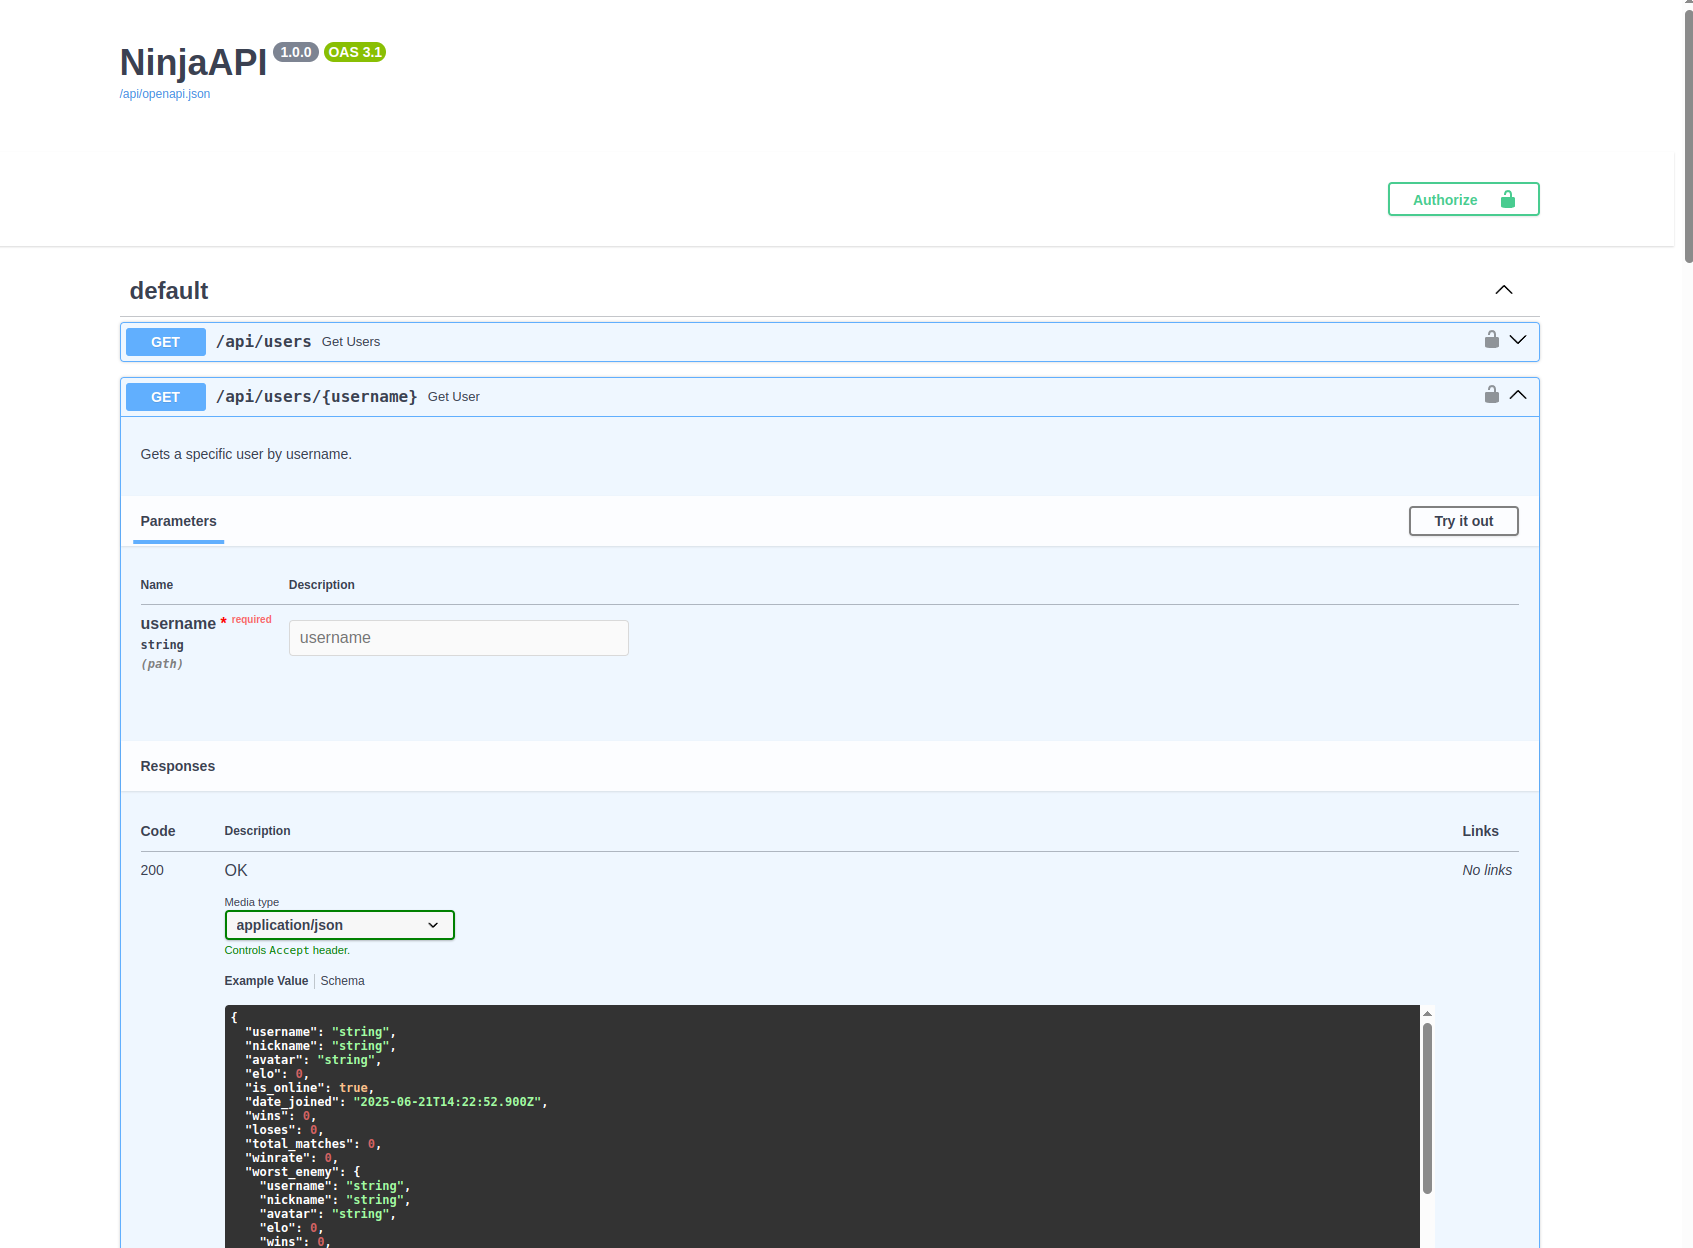 NinjaAPI 1.0.0 OAS 3.1
/api/openapi.json
Authorize
default
GET /api/users Get Users
GET /api/users/{username} Get User
Gets a specific user by username.
Parameters Try it out
Name Description
username * required username
string
(path)
Responses
Code Description Links
200 OK No links
Media type
application/json
Controls Accept header.
Example Value Schema
{
"username": "string",
"nickname": "string",
"avatar": "string",
"elo": 0,
"is_online": true,
"date_joined": "2025-06-21T14:22:52.900Z",
"wins": 0,
"loses": 0,
"total_matches": 0,
"winrate": 0,
"worst_enemy": {
"username": "string",
"nickname": "string",
"avatar": "string",
"elo": 0,
"wins": 0,